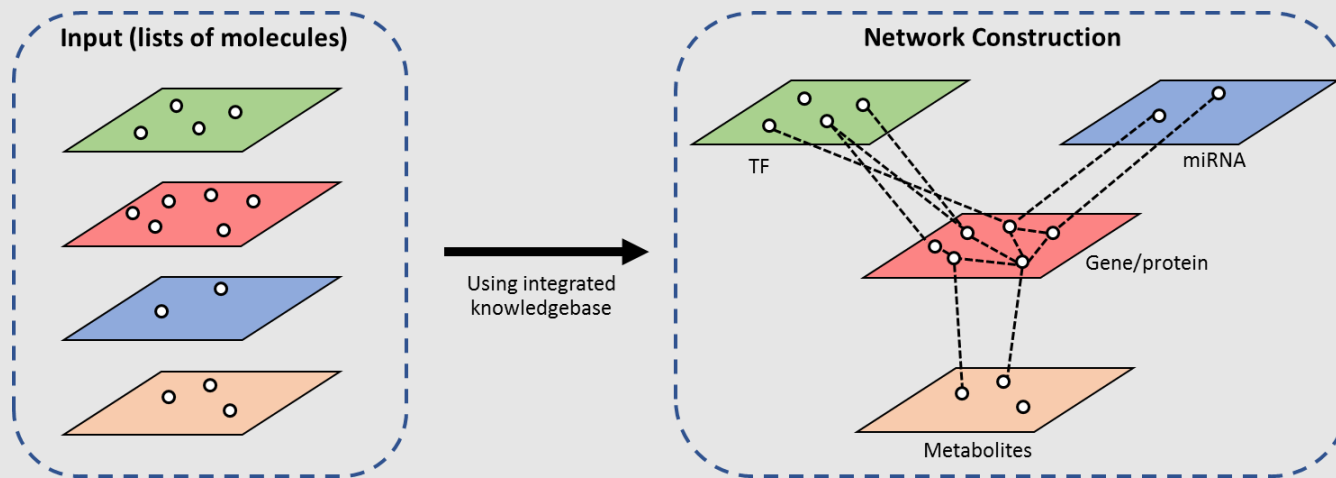 Input (lists of molecules)
Using integrated
knowledgebase
Network Construction
TF
miRNA
Gene/protein
Metabolites